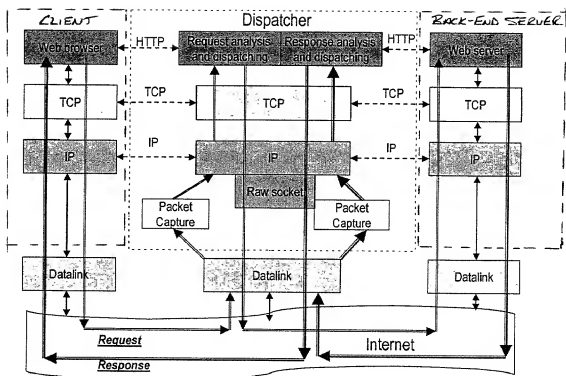 CLIENT
Dispatcher
BACK-END SERVER
Web browser
HTTP
Request analysis
and dispatching
Response analysis
and dispatching
HTTP
Web server
TCP
TCP
TCP
TCP
TCP
IP
IP
IP
IP
IP
Raw socket
Packet
Capture
Packet
Capture
Datalink
Datalink
Datalink
Request
Internet
Response